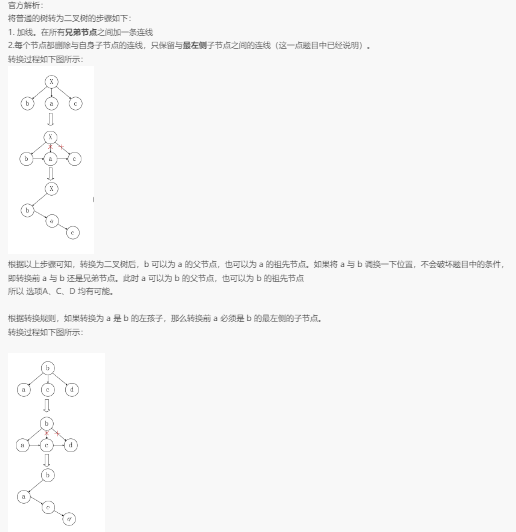 官方解析：
将普通的树转为二叉树的步骤如下：
1. 加线。在所有兄弟节点之间加一条连线
2.每个节点都删除与自身子节点的连线，只保留与最左侧子节点之间的连线（这一点题目中已经说明）。
转换过程如下图所示：
X
b a c
X
b a c
X
b
a
c
根据以上步骤可知，转换为二叉树后，b 可以为 a 的父节点，也可以为 a 的祖先节点。如果将 a 与 b 调换一下位置，不会破坏题目中的条件，
即转换前 a 与 b 还是兄弟节点。此时 a 可以为 b 的父节点，也可以为 b 的祖先节点
所以 选项A、C、D 均有可能。
根据转换规则，如果转换为 a 是 b 的左孩子，那么转换前 a 必须是 b 的最左侧的子节点。
转换过程如下图所示：
b
a c d
b
a c d
b
a
c
d